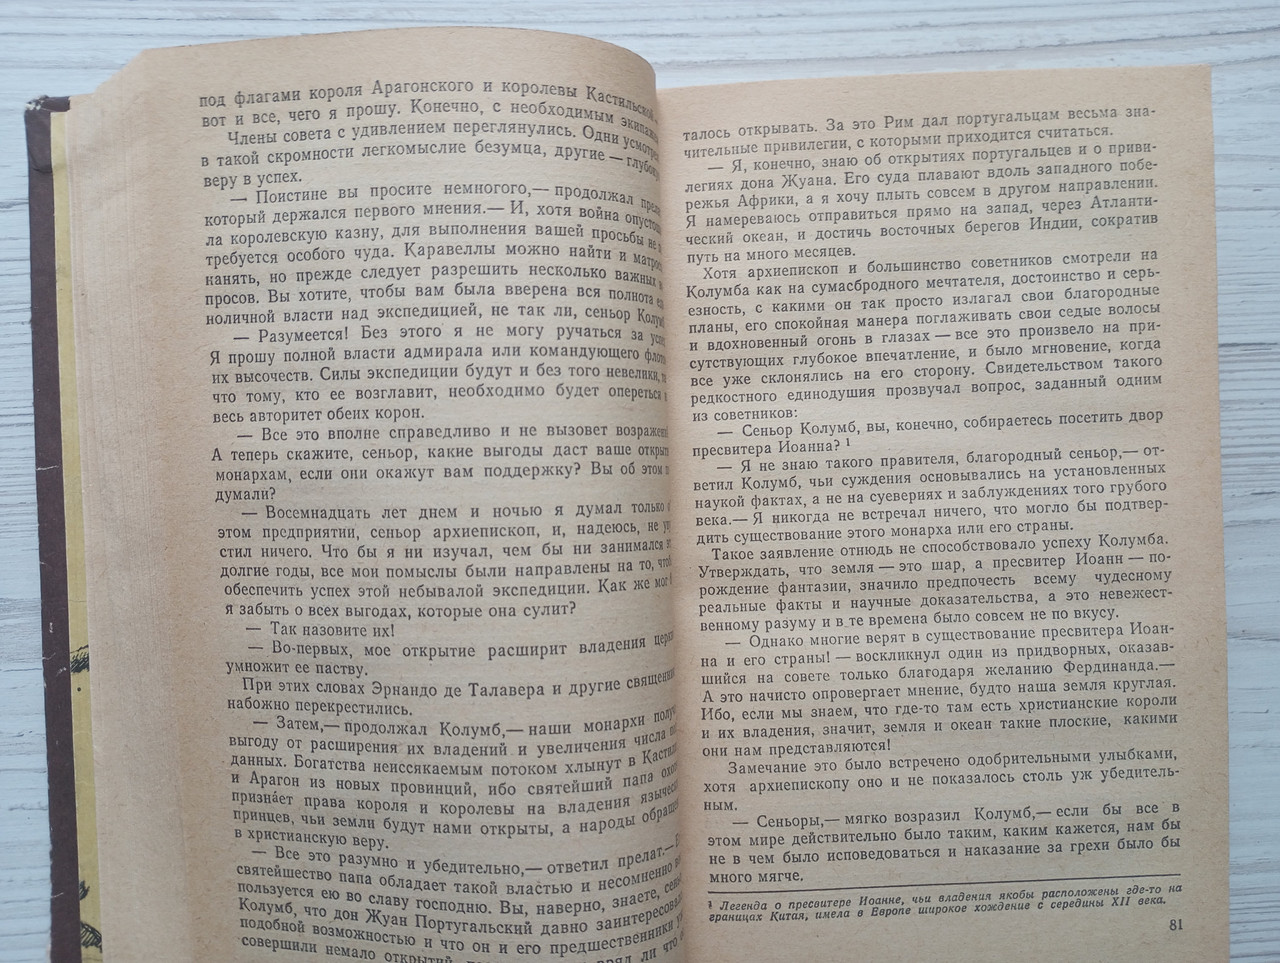 под флагами короля Арагонского и королевы Кастильской —
вот и все, чего я прошу. Конечно, с необходимым
Члены совета с удивлением переглянулись. Одни
в такой скромности легкомыслие безумца, другие —
веру в успех.
— Поистине вы просите немногого,— продолжал
который держался первого мнения.— И, хотя война
ла королевскую казну, для выполнения вашей просьбы не
требуется особого чуда. Каравеллы можно найти и
нанять, но прежде следует разрешить несколько важных
просов. Вы хотите, чтобы вам была вверена вся полнота
ноличной власти над экспедицией, не так ли, сеньор
— Разумеется! Без этого я не могу ручаться за
Я прошу полной власти адмирала или командующего
их высочеств. Силы экспедиции будут и без того невелики,
что тому, кто ее возглавит, необходимо будет опереться
весь авторитет обеих корон.
— Все это вполне справедливо и не вызовет
А теперь скажите, сеньор, какие выгоды даст ваше
монархам, если они окажут вам поддержку? Вы об этом
думали?
— Восемнадцать лет днем и ночью я думал только
этом предприятии, сеньор архиепископ, и, надеюсь, не
стил ничего. Что бы я ни изучал, чем бы ни занимался
долгие годы, все мои помыслы были направлены на то,
обеспечить успех этой небывалой экспедиции. Как же
я забыть о всех выгодах, которые она сулит?
— Так назовите их!
— Во-первых, мое открытие расширит владения
умножит ее паству.
При этих словах Эрнандо де Талавера и другие
набожно перекрестились.
— Затем,— продолжал Колумб,— наши монархи
выгоду от расширения их владений и увеличения числа
данных. Богатства неиссякаемым потоком хлынут в
и Арагон из новых провинций, ибо святейший папа
признает права короля и королевы на владения
принцев, чьи земли будут нами открыты, а народы
в христианскую веру.
— Все это разумно и убедительно,— ответил прелат.—
святейшество папа обладает такой властью и несомненно
пользуется ею во славу господню. Вы, наверно, знаете,
Колумб, что дон Жуан Португальский давно
подобной возможностью и что он и его предшественники
совершили немало
ли что
талось открывать. За это Рим дал португальцам весьма зна-
чительные привилегии, с которыми приходится считаться.
— Я, конечно, знаю об открытиях португальцев и о приви-
легиях дона Жуана. Его суда плавают вдоль западного побе-
режья Африки, а я хочу плыть совсем в другом направлении.
Я намереваюсь отправиться прямо на запад, через Атланти-
ческий океан, и достичь восточных берегов Индии, сократив
путь на много месяцев.
Хотя архиепископ и большинство советников смотрели на
Колумба как на сумасбродного мечтателя, достоинство и серь-
езность, с какими он так просто излагал свои благородные
планы, его спокойная манера поглаживать свои седые волосы
и вдохновенный огонь в глазах — все это произвело на при-
сутствующих глубокое впечатление, и было мгновение, когда
все уже склонялись на его сторону. Свидетельством такого
редкостного единодушия прозвучал вопрос, заданный одним
из советников:
— Сеньор Колумб, вы, конечно, собираетесь посетить двор
пресвитера Иоанна? ¹
— Я не знаю такого правителя, благородный сеньор,— от-
ветил Колумб, чьи суждения основывались на установленных
наукой фактах, а не на суевериях и заблуждениях того грубого
века.— Я никогда не встречал ничего, что могло бы подтвер-
дить существование этого монарха или его страны.
Такое заявление отнюдь не способствовало успеху Колумба.
Утверждать, что земля — это шар, а пресвитер Иоанн — по-
рождение фантазии, значило предпочесть всему чудесному
реальные факты и научные доказательства, а это невежест-
венному разуму и в те времена было совсем не по вкусу.
— Однако многие верят в существование пресвитера Иоан-
на и его страны! — воскликнул один из придворных, оказав-
шийся на совете только благодаря желанию Фердинанда.—
А это начисто опровергает мнение, будто наша земля круглая.
Ибо, если мы знаем, что где-то там есть христианские короли
и их владения, значит, земля и океан такие плоские, какими
они нам представляются!
Замечание это было встречено одобрительными улыбками,
хотя архиепископу оно и не показалось столь уж убедитель-
ным.
— Сеньоры,— мягко возразил Колумб,— если бы все в
этом мире действительно было таким, каким кажется, нам бы
не в чем было исповедоваться и наказание за грехи было бы
много мягче.
¹ Легенда о пресвитере Иоанне, чьи владения якобы расположены где-то на
границах Китая, имела в Европе широкое хождение с середины XII века.
81